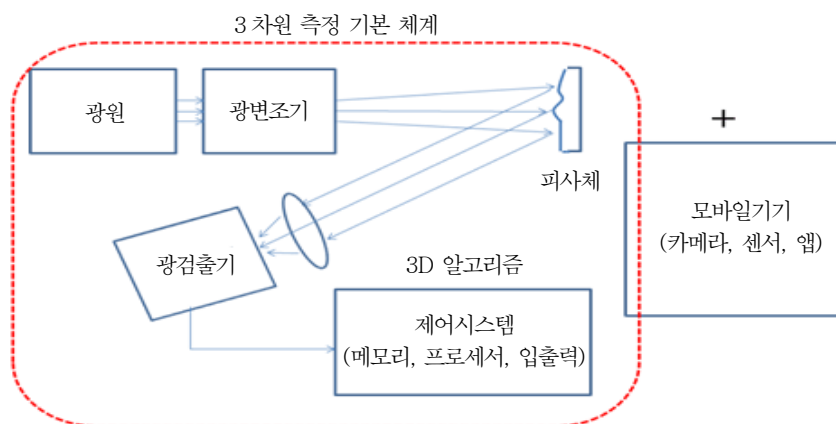 3차원 측정 기본 체계
광원
광변조기
피사체
+
모바일기기
(카메라, 센서, 앱)
광검출기
3D 알고리즘
제어시스템
(메모리, 프로세서, 입출력)